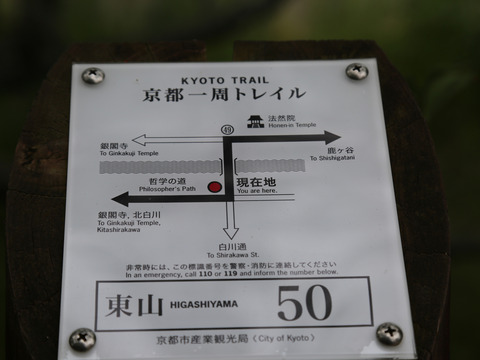 KYOTO TRAIL
京都一周トレイル
法然院
Honen-in Temple
49
銀閣寺
To Ginkakuji Temple
鹿ヶ谷
To Shishigatani
哲学の道
Philosopher's Path
現在地
You are here.
銀閣寺, 北白川
To Ginkakuji Temple,
Kitashirakawa
白川通
To Shirakawa St.
非常時には、この標識番号を警察・消防に連絡してください
In an emergency, call 110 or 119 and inform the number below.
東山 HIGASHIYAMA 50
京都市産業観光局〈City of Kyoto〉